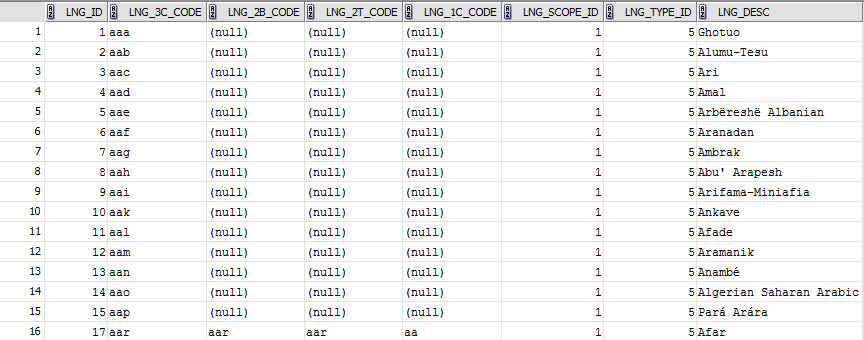 LNG_ID LNG_3C_CODE LNG_2B_CODE LNG_2T_CODE LNG_1C_CODE LNG_SCOPE_ID LNG_TYPE_ID LNG_DESC
1 1 aaa (null) (null) (null) 1 5 Ghotuo
2 2 aab (null) (null) (null) 1 5 Alumu-Tesu
3 3 aac (null) (null) (null) 1 5 Ari
4 4 aad (null) (null) (null) 1 5 Amal
5 5 aae (null) (null) (null) 1 5 Arbëreshë Albanian
6 6 aaf (null) (null) (null) 1 5 Aranadan
7 7 aag (null) (null) (null) 1 5 Ambrak
8 8 aah (null) (null) (null) 1 5 Abu' Arapesh
9 9 aai (null) (null) (null) 1 5 Arifama-Miniafia
10 10 aak (null) (null) (null) 1 5 Ankave
11 11 aal (null) (null) (null) 1 5 Afade
12 12 aam (null) (null) (null) 1 5 Aramanik
13 13 aan (null) (null) (null) 1 5 Anambé
14 14 aao (null) (null) (null) 1 5 Algerian Saharan Arabic
15 15 aap (null) (null) (null) 1 5 Pará Arára
16 17 aar aar aar aa 1 5 Afar